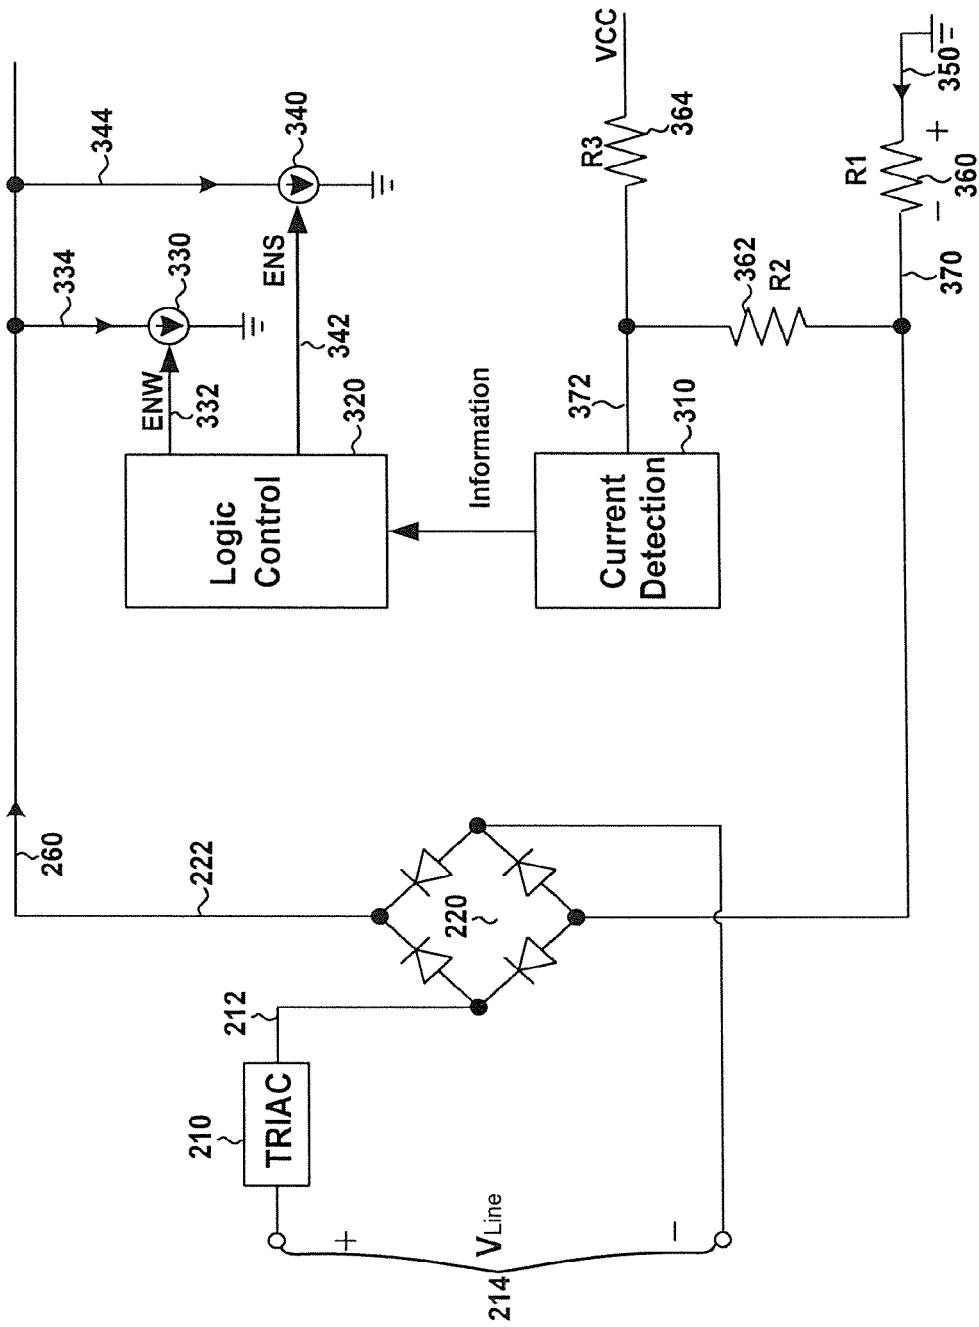 260
334
344
222
ENW
330
210
332
212
Logic
Control
ENS
340
TRIAC
342
+
320
220
Information
VLine
214
372
R3
VCC
Current
Detection
364
−
310
362
R2
R1
−
+
370
360
350